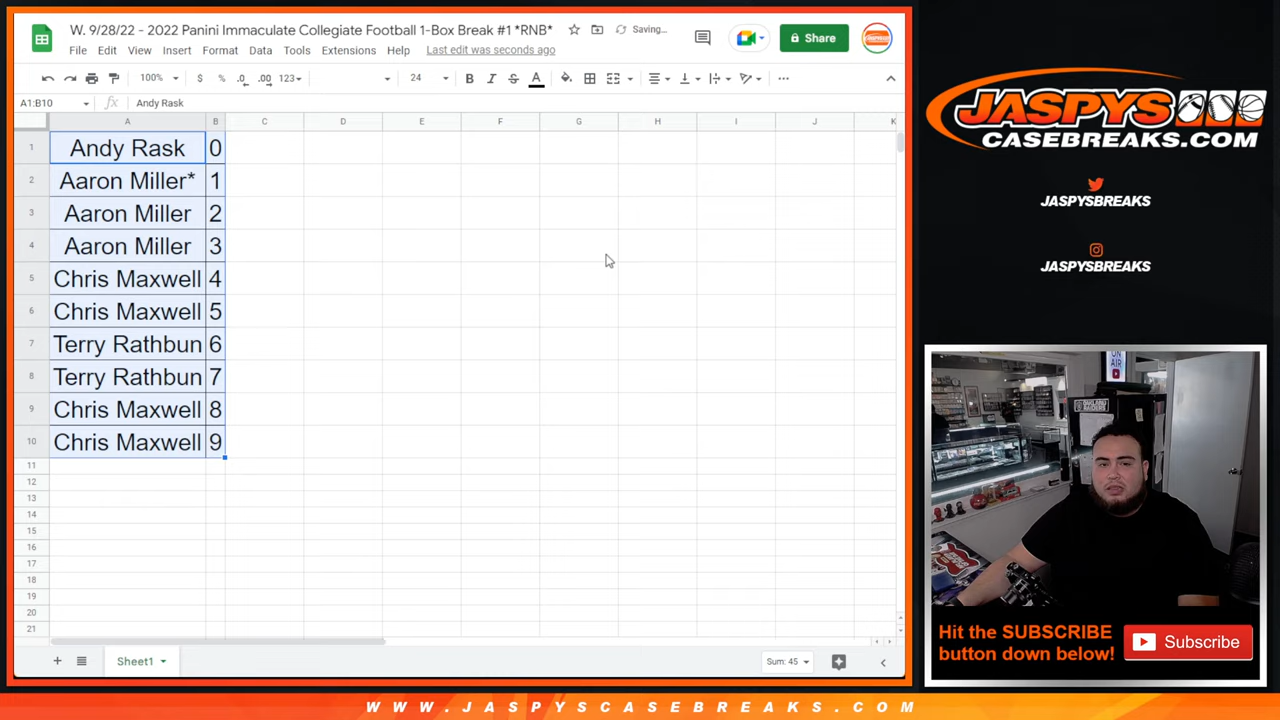 W. 9/28/22 - 2022 Panini Immaculate Collegiate Football 1-Box Break #1 *RNB*
Saving...
Share
File Edit View Format Data Tools Extensions Help Last edit was seconds ago
100% $ % .0 .00 123 24 B I S A
A1:B10 fx Andy Rask
A B C D E F G H I J K
1 Andy Rask 0
2 Aaron Miller* 1
3 Aaron Miller 2
4 Aaron Miller 3
5 Chris Maxwell 4
6 Chris Maxwell 5
7 Terry Rathbun 6
8 Terry Rathbun 7
9 Chris Maxwell 8
10 Chris Maxwell 9
11
12
13
14
15
16
17
18
19
20
21
Sheet1
Sum: 45
JASPYS
CASEBREAKS.COM
JASPYSBREAKS
JASPYSBREAKS
ON
AIR
Hit the SUBSCRIBE
button down below!
Subscribe
WWW.JASPYSCASEBREAKS.COM